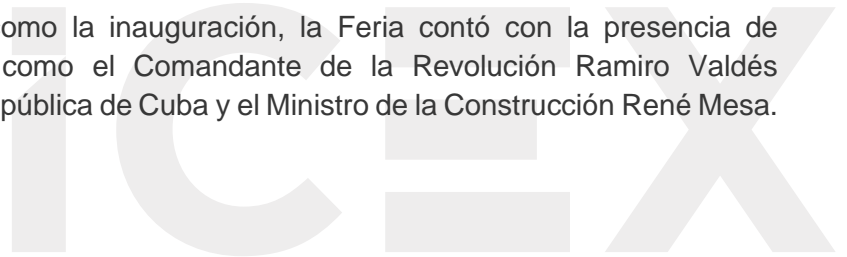 omo la inauguración, la Feria contó con la presencia de
como el Comandante de la Revolución Ramiro Valdés
pública de Cuba y el Ministro de la Construcción René Mesa.
iCEX